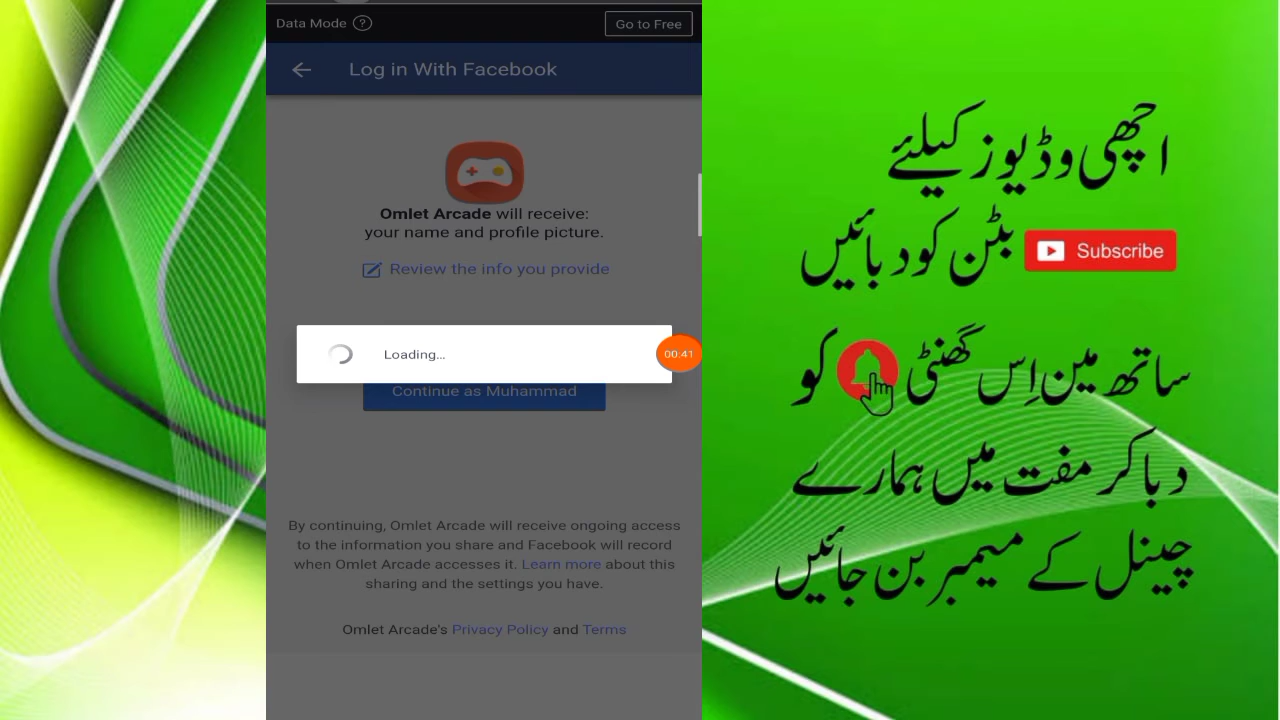 Data Mode ?
Go to Free
Log in With Facebook
Omlet Arcade will receive:
your name and profile picture.
Review the info you provide
Loading...
00:41
Continue as Muhammad
By continuing, Omlet Arcade will receive ongoing access
to the information you share and Facebook will record
when Omlet Arcade accesses it. Learn more about this
sharing and the settings you have.
Omlet Arcade's Privacy Policy and Terms
اچھی وڈیوز کیلئے
Subscribe بٹن کو دبائیں
ساتھ مین اِس گھنٹی کو
دبا کر مفت میں ہمارے
چینل کے میمبر بن جائیں